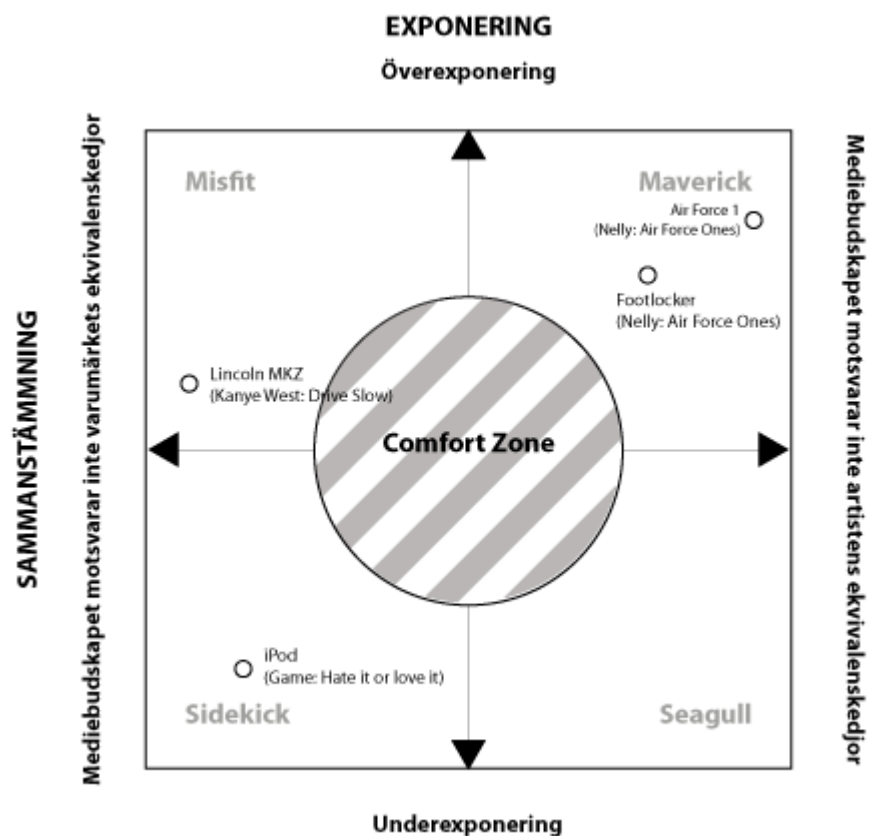 EXPONERING
Överexponering
Misfit
Maverick
Air Force 1
(Nelly: Air Force Ones)
Footlocker
(Nelly: Air Force Ones)
Lincoln MKZ
(Kanye West: Drive Slow)
Comfort Zone
iPod
(Game: Hate it or love it)
Sidekick
Seagull
Underexponering
SAMMANSTÄMMNING
Mediebudskapet motsvarar inte varumärkets ekvivalenskedjor
Mediebudskapet motsvarar inte artistens ekvivalenskedjor